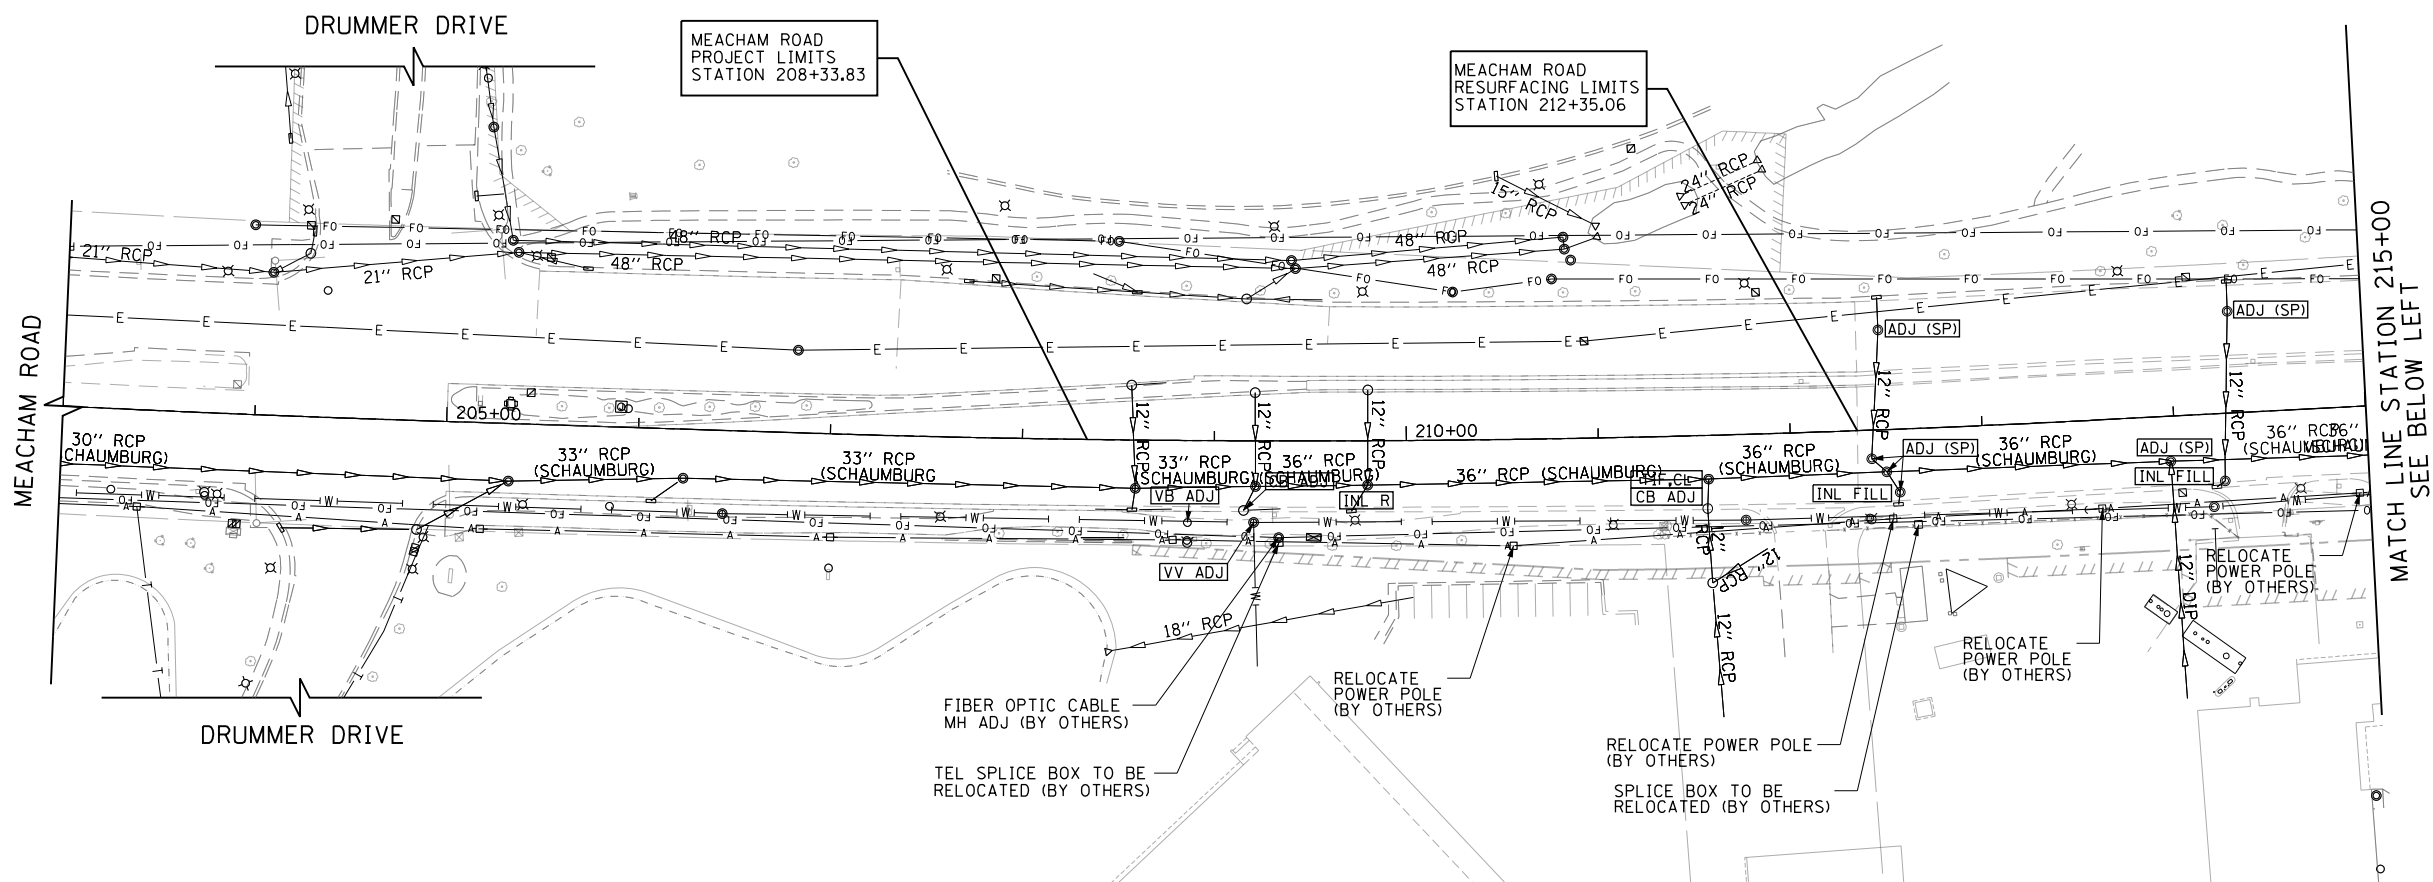 DRUMMER DRIVE
MEACHAM ROAD
PROJECT LIMITS
STATION 208+33.83
MEACHAM ROAD
RESURFACING LIMITS
STATION 212+35.06
24'' RCP
24'' RCP
15'' RCP
21'' RCP
21'' RCP
48'' RCP
48'' RCP
48'' RCP
48'' RCP
ADJ (SP)
ADJ (SP)
MEACHAM ROAD
MATCH LINE STATION 215+00
SEE BELOW LEFT
205+00
210+00
12'' RCP
12'' RCP
12'' RCP
12'' RCP
12'' RCP
30'' RCP
CHAUMBURG)
33'' RCP
(SCHAUMBURG)
33'' RCP
(SCHAUMBURG
33'' RCP
(SCHAUMBURG)
36'' RCP
(SCHAUMBURG)
36'' RCP (SCHAUMBURG)
36'' RCP
(SCHAUMBURG)
36'' RCP
(SCHAUMBURG)
36'' RCP
(SCHAUMBURG)
36''
ADJ (SP)
ADJ (SP)
VB ADJ
INL R
CB ADJ
INL FILL
INL FILL
VV ADJ
12'' RCP
12'' RCP
12'' RCP
12'' DIP
18'' RCP
RELOCATE
POWER POLE
(BY OTHERS)
RELOCATE
POWER POLE
(BY OTHERS)
RELOCATE
POWER POLE
(BY OTHERS)
FIBER OPTIC CABLE
MH ADJ (BY OTHERS)
DRUMMER DRIVE
RELOCATE POWER POLE
(BY OTHERS)
TEL SPLICE BOX TO BE
RELOCATED (BY OTHERS)
SPLICE BOX TO BE
RELOCATED (BY OTHERS)